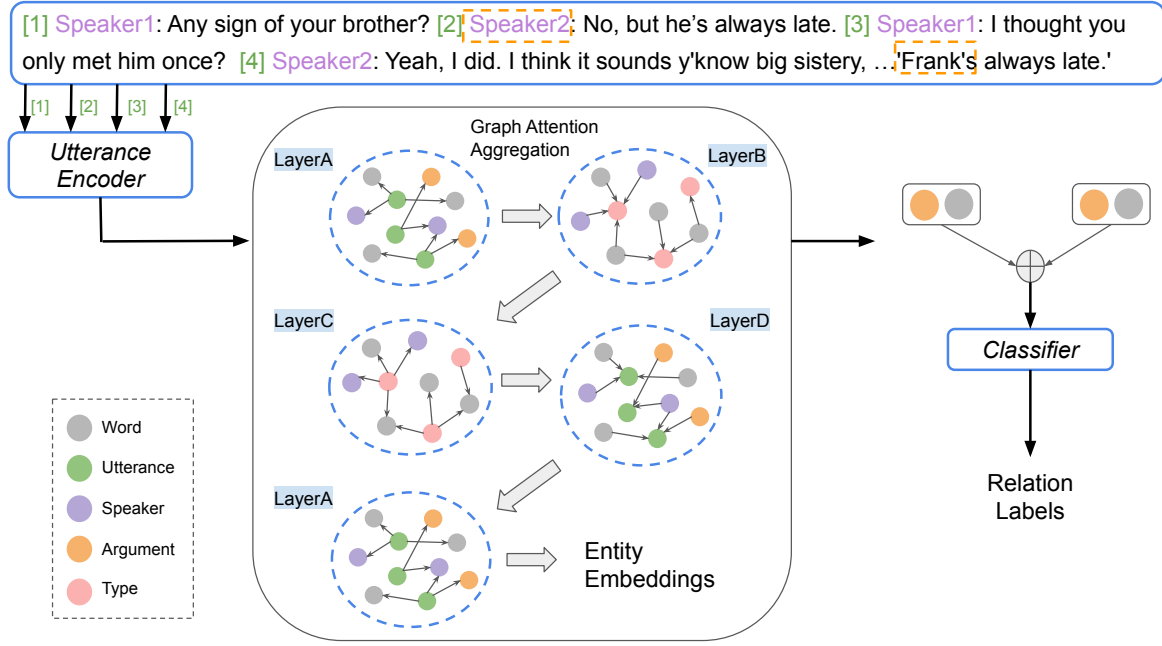 [1] Speaker1: Any sign of your brother? [2] Speaker2: No, but he's always late. [3] Speaker1: I thought you
only met him once? [4] Speaker2: Yeah, I did. I think it sounds y'know big sistery, …'Frank's always late.'
[1] [2] [3] [4]
Utterance
Encoder
Graph Attention
Aggregation
LayerA
LayerB
LayerC
LayerD
LayerA
Entity
Embeddings
Word
Utterance
Speaker
Argument
Type
Classifier
Relation
Labels